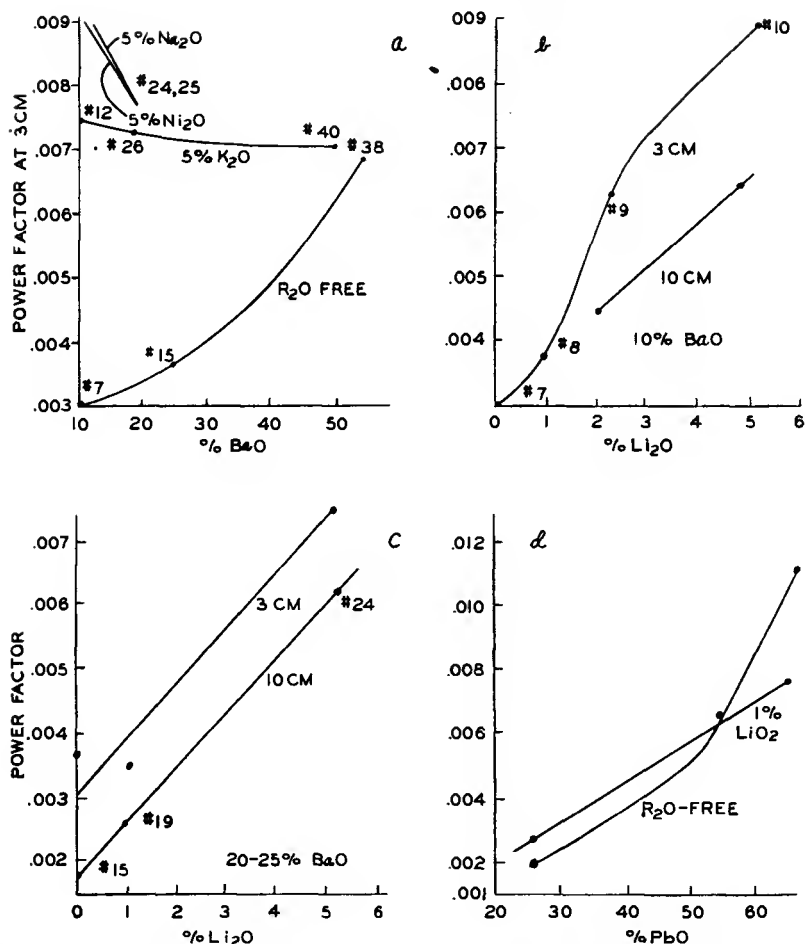 a
POWER FACTOR AT 3CM
.009
.008
.007
.006
.005
.004
.003
5% Na2O
#24,25
5% Ni2O
#12
#26
5% K2O
#40
#38
R2O FREE
#15
#7
10 20 30 40 50
% BaO
b
.009
.008
.007
.006
.005
.004
#10
3 CM
#9
10 CM
#8
10% BaO
#7
0 1 2 3 4 5 6
% Li2O
c
POWER FACTOR
.007
.006
.005
.004
.003
.002
3 CM
#24
10 CM
#19
#15
20-25% BaO
0 1 2 3 4 5 6
% Li2O
d
.012
.010
.008
.006
.004
.002
.001
1%
LiO2
R2O-FREE
20 30 40 50 60
%PbO